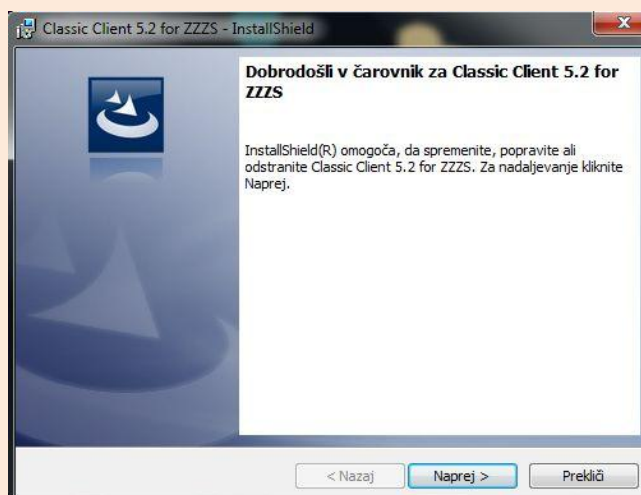 Classic Client 5.2 for ZZZS - InstallShield
Dobrodošli v čarovnik za Classic Client 5.2 for
ZZZS
InstallShield(R) omogoča, da spremenite, popravite ali
odstranite Classic Client 5.2 for ZZZS. Za nadaljevanje kliknite
Naprej.
< Nazaj
Naprej >
Prekliči